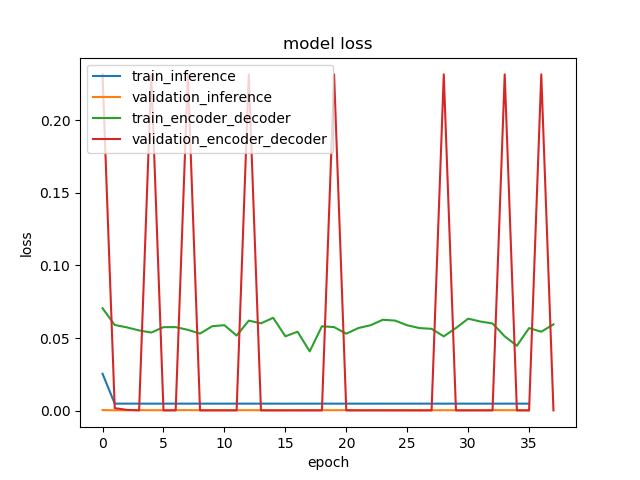 model loss
train_inference
validation_inference
train_encoder_decoder
validation_encoder_decoder
0.20
0.15
0.10
0.05
0.00
loss
0 5 10 15 20 25 30 35
epoch